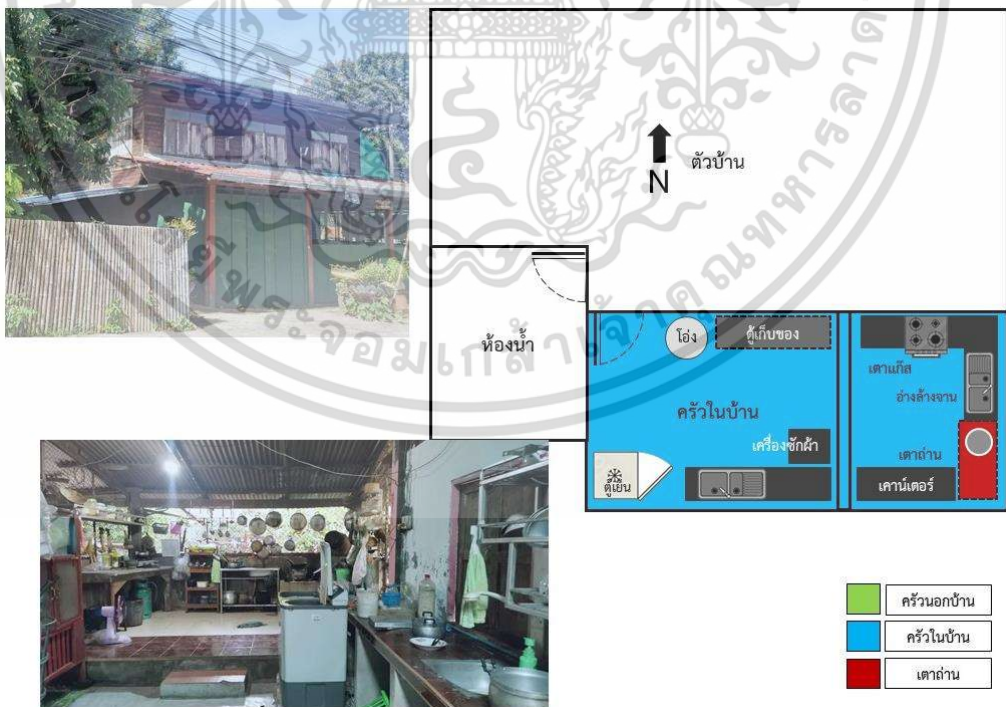 ตัวบ้าน
N
ห้องน้ำ
โอ่ง
ตู้เก็บของ
ครัวในบ้าน
เครื่องซักผ้า
ตู้เย็น
เตาแก๊ส
อ่างล้างจาน
เตาถ่าน
เคาน์เตอร์
ครัวนอกบ้าน
ครัวในบ้าน
เตาถ่าน